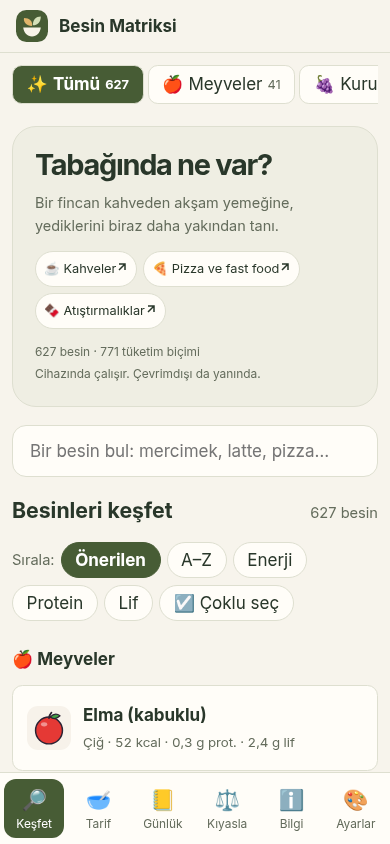 Besin Matriksi
✨ Tümü 627
🍎 Meyveler 41
🍇 Kuru
Tabağında ne var?
Bir fincan kahveden akşam yemeğine,
yediklerini biraz daha yakından tanı.
☕ Kahveler↗
🍕 Pizza ve fast food↗
🍫 Atıştırmalıklar↗
627 besin · 771 tüketim biçimi
Cihazında çalışır. Çevrimdışı da yanında.
Bir besin bul: mercimek, latte, pizza…
Besinleri keşfet
627 besin
Sırala: Önerilen A–Z Enerji
Protein Lif ☑️ Çoklu seç
🍎 Meyveler
Elma (kabuklu)
Çiğ · 52 kcal · 0,3 g prot. · 2,4 g lif
Keşfet Tarif Günlük Kıyasla Bilgi Ayarlar